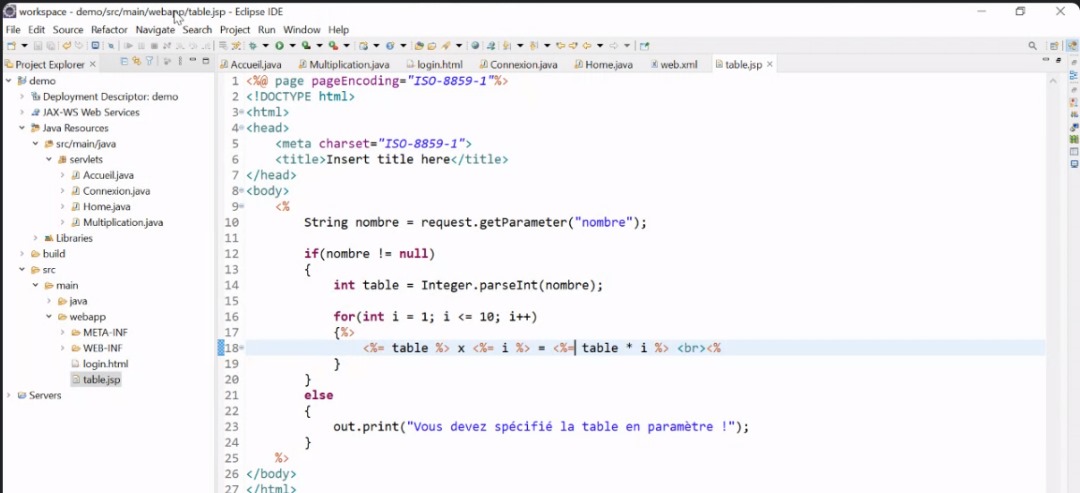 workspace - demo/src/main/webapp/table.jsp - Eclipse IDE
File Edit Source Refactor Navigate Search Project Run Window Help
Project Explorer
Accueil.java Multiplication.java login.html Connexion.java Home.java web.xml table.jsp
demo
Deployment Descriptor: demo
JAX-WS Web Services
Java Resources
src/main/java
servlets
Accueil.java
Connexion.java
Home.java
Multiplication.java
Libraries
build
src
main
java
webapp
META-INF
WEB-INF
login.html
table.jsp
Servers
1 <%@ page pageEncoding="ISO-8859-1"%>
2 <!DOCTYPE html>
3 <html>
4 <head>
5 <meta charset="ISO-8859-1">
6 <title>Insert title here</title>
7 </head>
8 <body>
9 <%
10 String nombre = request.getParameter("nombre");
11
12 if(nombre != null)
13 {
14 int table = Integer.parseInt(nombre);
15
16 for(int i = 1; i <= 10; i++)
17 {%>
18 <%= table %> x <%= i %> = <%= table * i %> <br><%
19 }
20 }
21 else
22 {
23 out.print("Vous devez spécifié la table en paramètre !");
24 }
25 %>
26 </body>
27 </html>